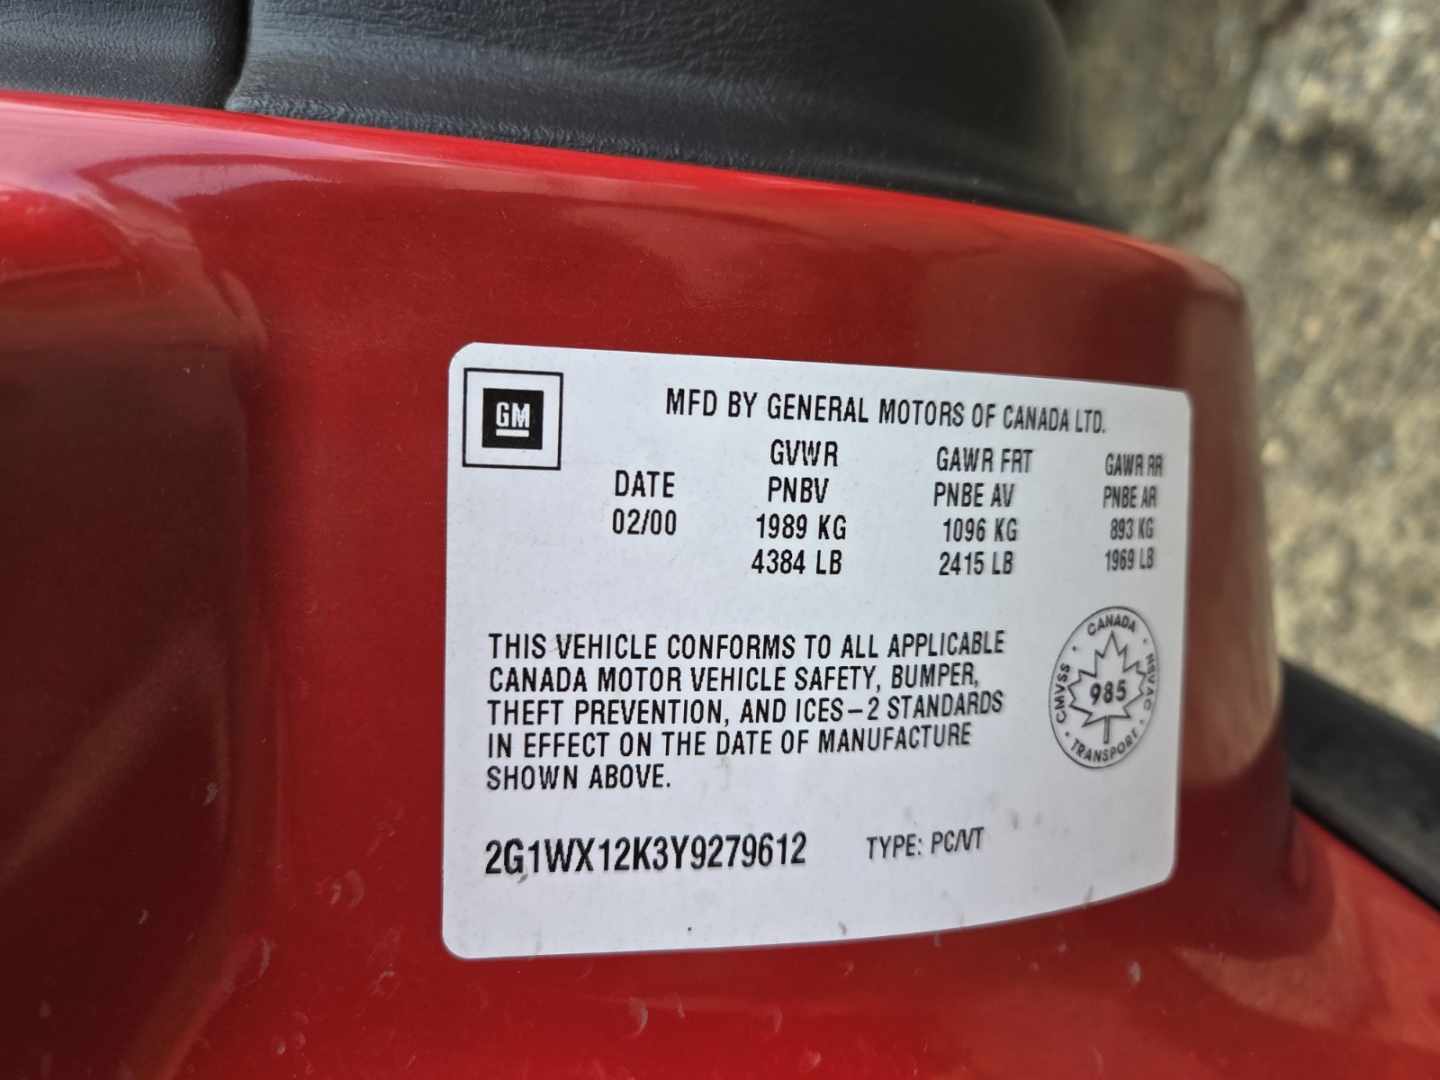 GM
MFD BY GENERAL MOTORS OF CANADA LTD.
DATE GVWR GAWR FRT GAWR RR
PNBV PNBE AV PNBE AR
02/00 1989 KG 1096 KG 893 KG
4384 LB 2415 LB 1969 LB
THIS VEHICLE CONFORMS TO ALL APPLICABLE
CANADA MOTOR VEHICLE SAFETY, BUMPER,
THEFT PREVENTION, AND ICES-2 STANDARDS
IN EFFECT ON THE DATE OF MANUFACTURE
SHOWN ABOVE.
CANADA
CMVSS 985 NSVAC
TRANSPORT
2G1WX12K3Y9279612 TYPE: PC/VT